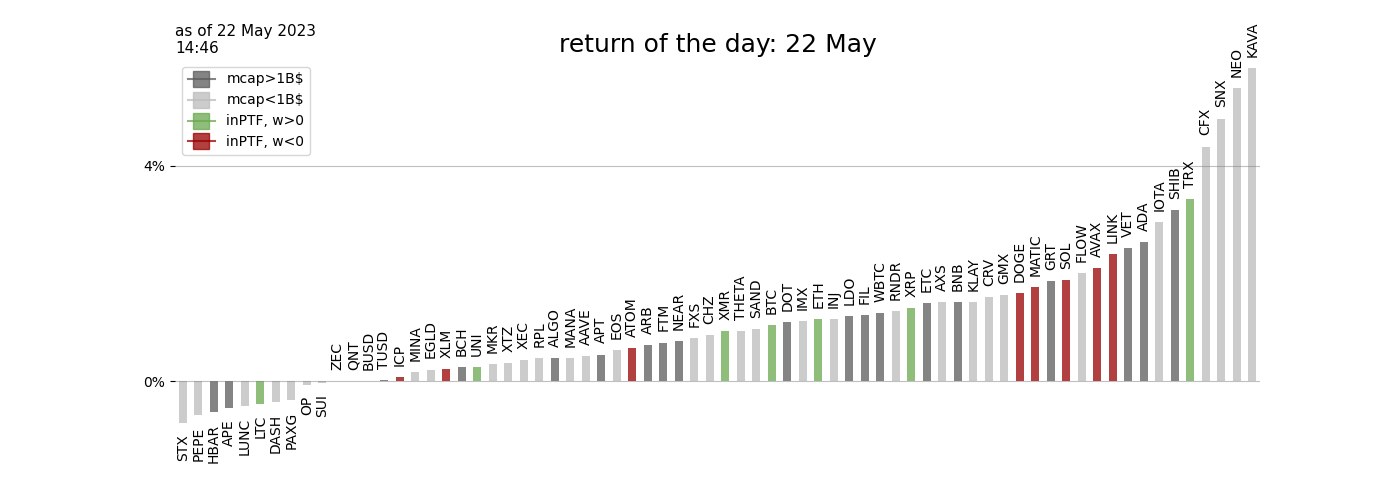 as of 22 May 2023
14:46
return of the day: 22 May
mcap>1B$
mcap<1B$
inPTF, w>0
inPTF, w<0
4%
0%
STX
PEPE
HBAR
APE
LUNC
LTC
DASH
PAXG
OP
SUI
ZEC
QNT
BUSD
TUSD
ICP
MINA
EGLD
XLM
BCH
UNI
MKR
XTZ
XEC
RPL
ALGO
MANA
AAVE
APT
EOS
ATOM
ARB
FTM
NEAR
FXS
CHZ
XMR
THETA
SAND
BTC
DOT
IMX
ETH
INJ
LDO
FIL
WBTC
RNDR
XRP
ETC
AXS
BNB
KLAY
CRV
GMX
DOGE
MATIC
GRT
SOL
FLOW
AVAX
LINK
VET
ADA
IOTA
SHIB
TRX
CFX
SNX
NEO
KAVA